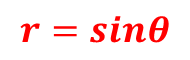 r = sinθ